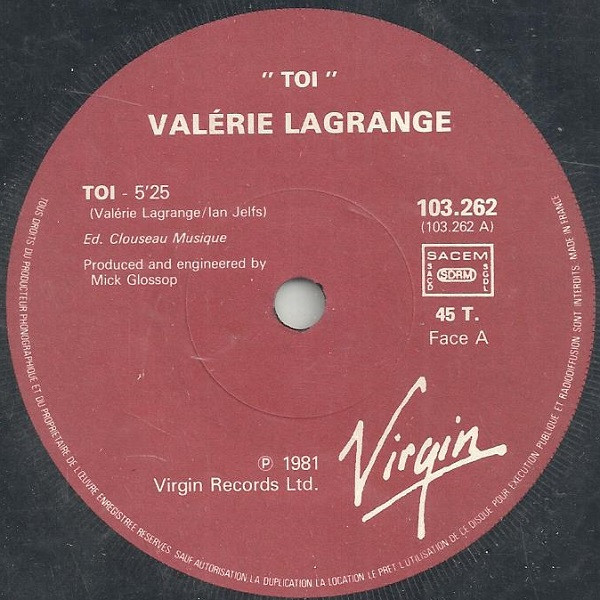 " TOI "
VALÉRIE LAGRANGE
TOI - 5'25
(Valérie Lagrange/Ian Jelfs)
Ed. Clouseau Musique
Produced and engineered by
Mick Glossop
103.262
(103.262 A)
SACEM
SACD SDRM SGDL
45 T.
Face A
℗ 1981
Virgin Records Ltd.
Virgin
TOUS DROITS DU PRODUCTEUR PHONOGRAPHIQUE ET DU PROPRIETAIRE DE L'ŒUVRE ENREGISTREE RESERVES. SAUF AUTORISATION LA DUPLICATION LA LOCATION LE PRET L'UTILISATION DE CE DISQUE POUR EXECUTION PUBLIQUE ET RADIODIFFUSION SONT INTERDITS. MADE IN FRANCE